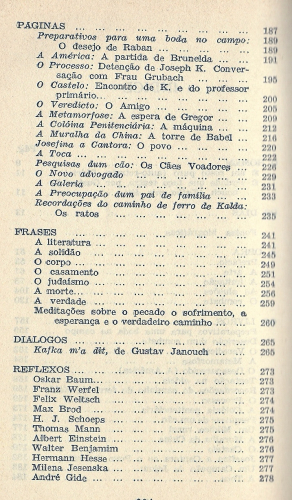 PAGINAS ... 187
Preparativos para uma boda no campo: ... 189
O desejo de Raban ... 189
A América: A partida de Brunelda ... 191
O Processo: Detenção de Joseph K. Conver-
sação com Frau Grubach ... 195
O Castelo: Encontro de K. e do professor
primário ... 200
O Veredicto: O Amigo ... 205
A Metamorfose: A espera de Gregor ... 209
A Colónia Penitenciária: A máquina ... 212
A Muralha da China: A torre de Babel ... 216
Josefina a Cantora: O povo ... 220
A Toca ... 222
Pesquisas dum cão: Os Cães Voadores ... 226
O Novo advogado ... 229
A Galeria ... 231
A Preocupação dum pai de família ... 233
Recordações do caminho de ferro de Kalda:
Os ratos ... 235
FRASES ... 241
A literatura ... 241
A solidão ... 245
O corpo ... 249
O casamento ... 251
O judaísmo ... 254
A morte ... 256
A verdade ... 259
Meditações sobre o pecado o sofrimento, a
esperança e o verdadeiro caminho ... 260
DIALOGOS ... 265
Kafka m'a dit, de Gustav Janouch ... 265
REFLEXOS ... 273
Oskar Baum ... 273
Franz Werfel ... 273
Felix Weltsch ... 274
Max Brod ... 274
H. J. Schoeps ... 274
Thomas Mann ... 275
Albert Einstein ... 276
Walter Benjamim ... 276
Hermann Hesse ... 277
Milena Jesenska ... 277
André Gide ... 278